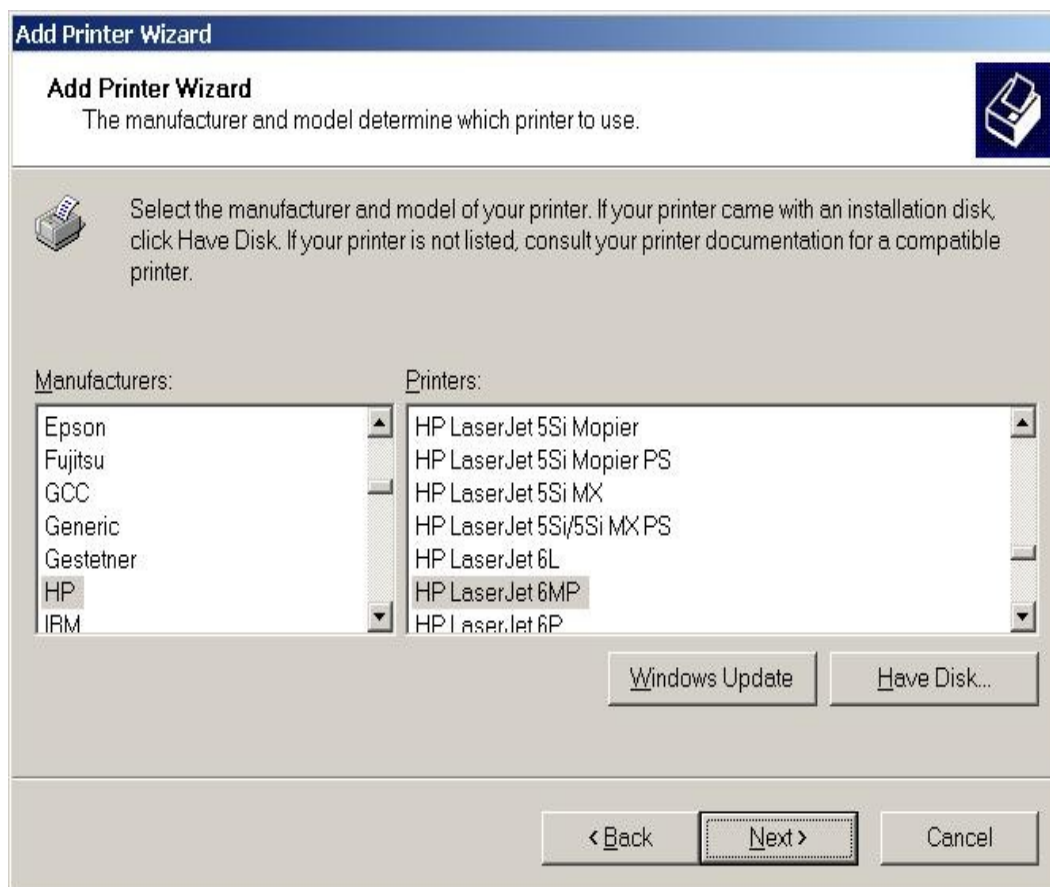 Add Printer Wizard
Add Printer Wizard
The manufacturer and model determine which printer to use.
Select the manufacturer and model of your printer. If your printer came with an installation disk,
click Have Disk. If your printer is not listed, consult your printer documentation for a compatible
printer.
Manufacturers:
Epson
Fujitsu
GCC
Generic
Gestetner
HP
IBM
Printers:
HP LaserJet 5Si Mopier
HP LaserJet 5Si Mopier PS
HP LaserJet 5Si MX
HP LaserJet 5Si/5Si MX PS
HP LaserJet 6L
HP LaserJet 6MP
HP LaserJet 6P
Windows Update
Have Disk...
< Back
Next >
Cancel